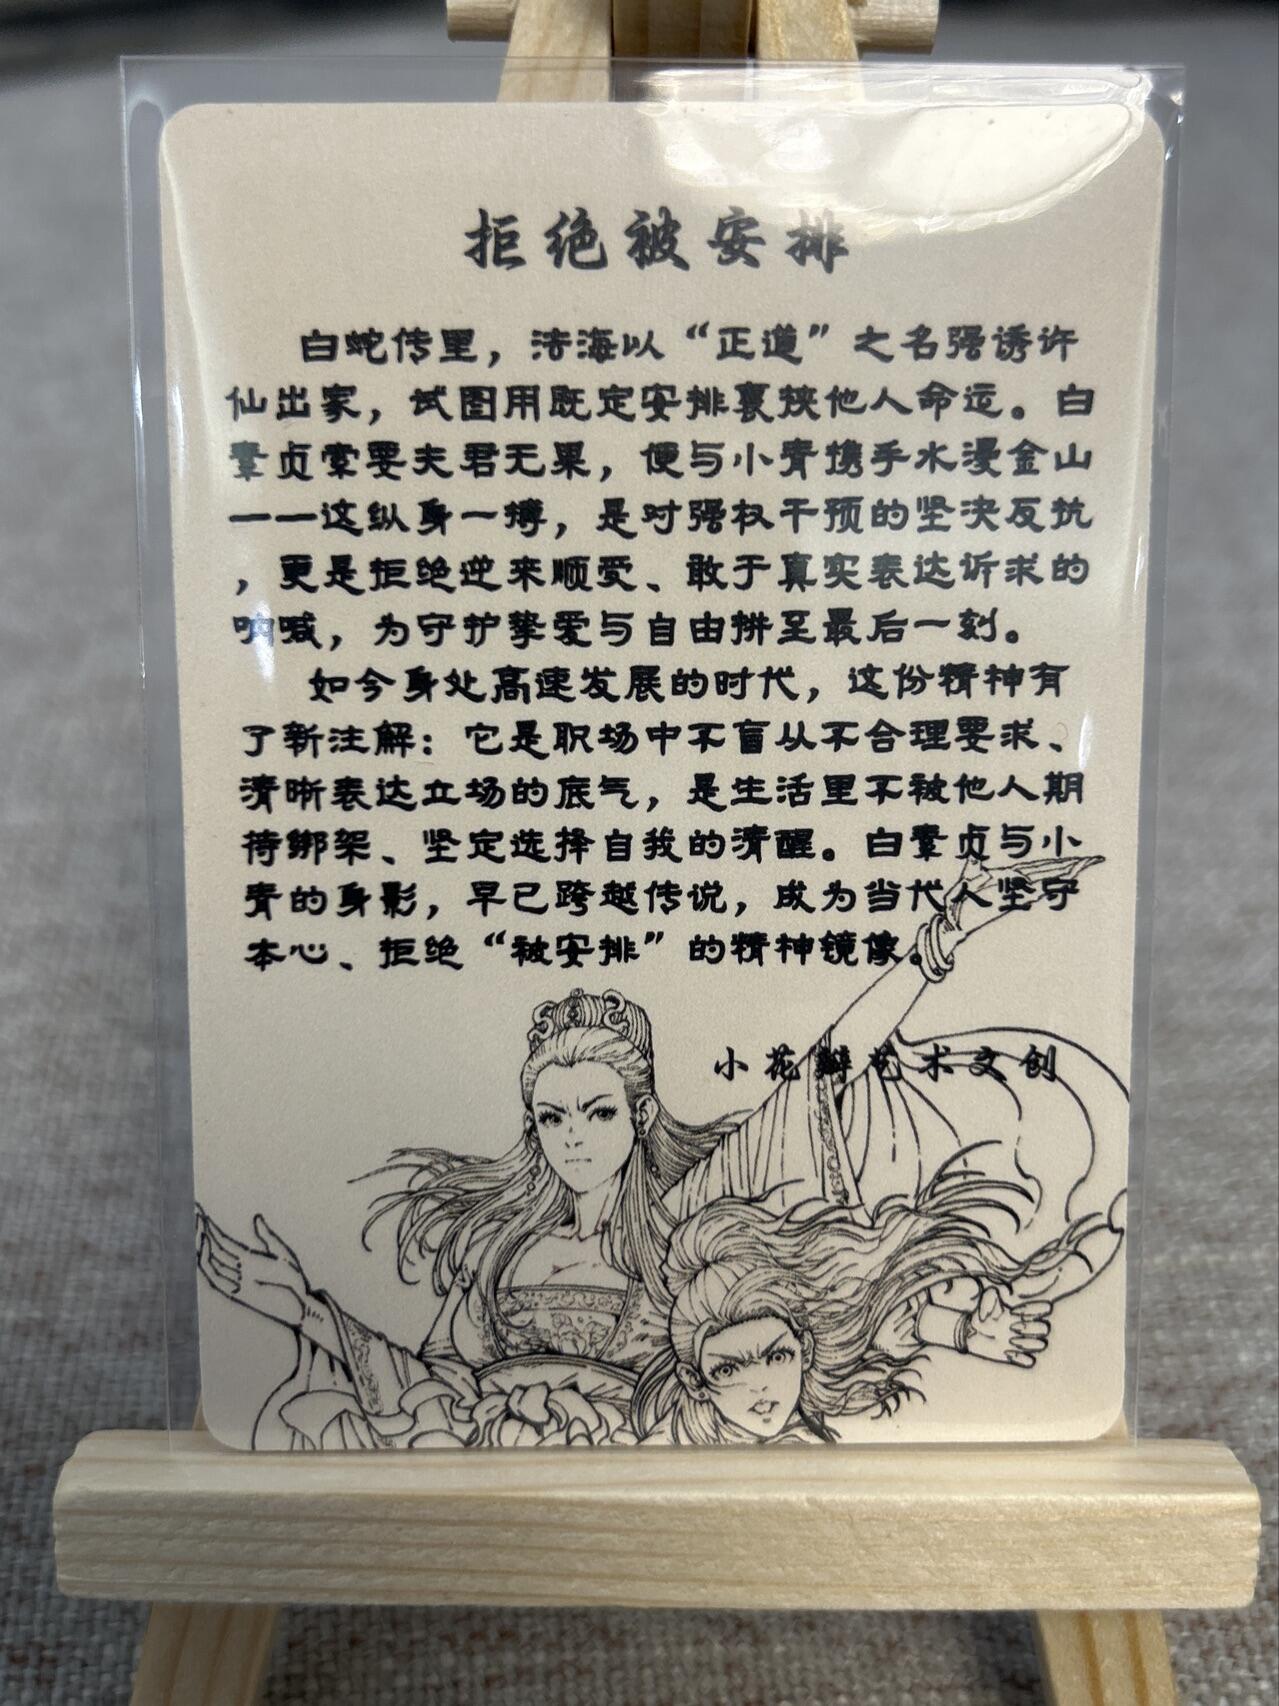 拒绝被安排
白蛇传里，法海以“正道”之名强诱许
仙出家，试图用既定安排裹挟他人命运。白
素贞索要夫君无果，便与小青携手水漫金山
——这纵身一搏，是对强权干预的坚决反抗
，更是拒绝逆来顺受、敢于真实表达诉求的
呐喊，为守护挚爱与自由拼至最后一刻。
如今身处高速发展的时代，这份精神有
了新注解：它是职场中不盲从不合理要求、
清晰表达立场的底气，是生活里不被他人期
待绑架、坚定选择自我的清醒。白素贞与小
青的身影，早已跨越传说，成为当代人坚守
本心、拒绝“被安排”的精神镜像。
小花瓣艺术文创